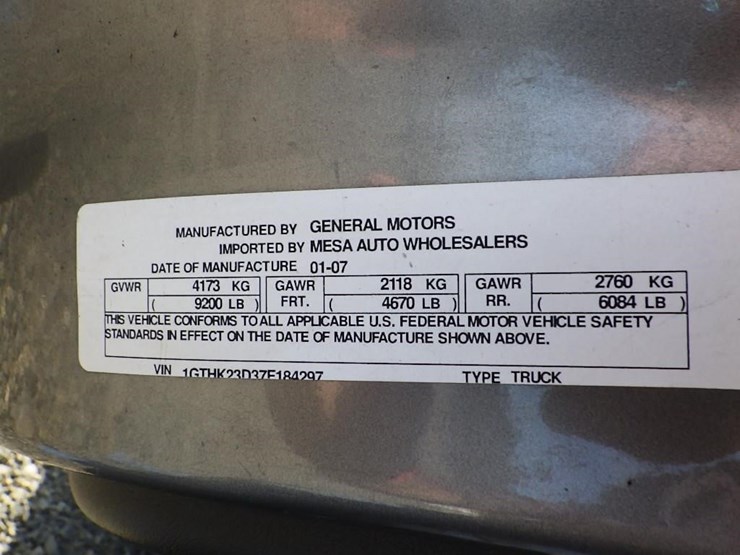 MANUFACTURED BY GENERAL MOTORS
IMPORTED BY MESA AUTO WHOLESALERS
DATE OF MANUFACTURE 01-07
GVWR 4173 KG GAWR 2118 KG GAWR 2760 KG
( 9200 LB ) FRT. ( 4670 LB ) RR. ( 6084 LB )
THIS VEHICLE CONFORMS TO ALL APPLICABLE U.S. FEDERAL MOTOR VEHICLE SAFETY
STANDARDS IN EFFECT ON THE DATE OF MANUFACTURE SHOWN ABOVE.
VIN 1GTHK23D37F184297 TYPE TRUCK